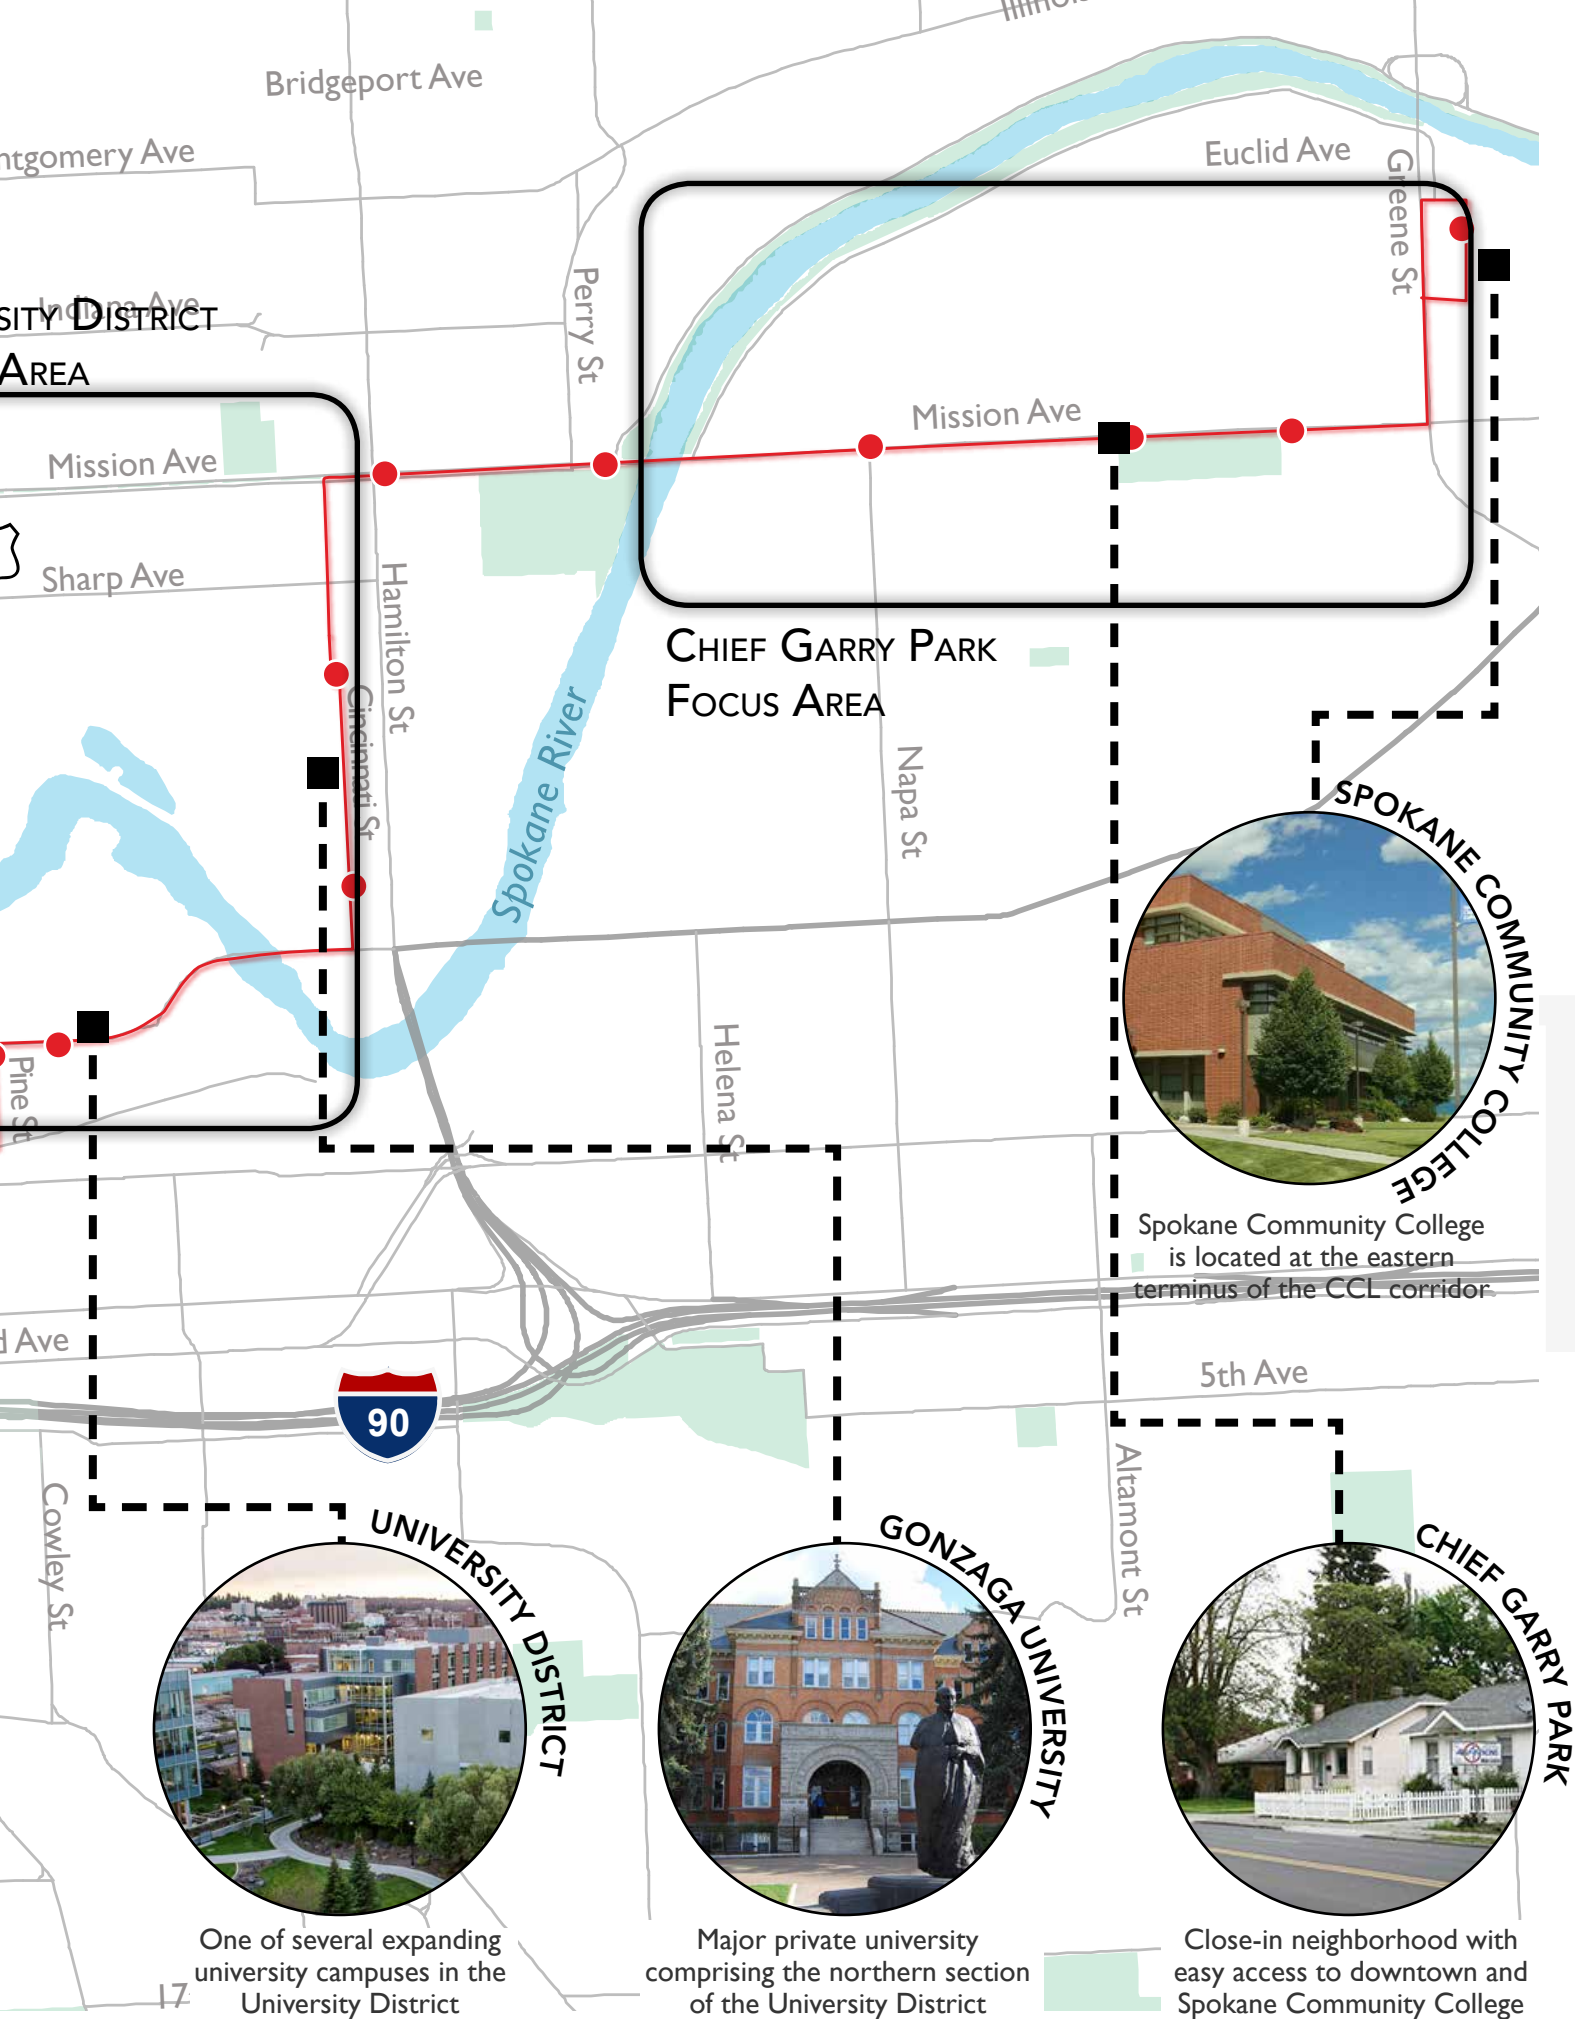 Bridgeport Ave
ntgomery Ave
Euclid Ave
Greene St
Indiana Ave
SITY DISTRICT
AREA
Perry St
Mission Ave
Mission Ave
Sharp Ave
Hamilton St
Cincinnati St
CHIEF GARRY PARK
FOCUS AREA
Spokane River
Napa St
SPOKANE COMMUNITY COLLEGE
Helena St
Pine St
Spokane Community College
is located at the eastern
terminus of the CCL corridor
d Ave
90
5th Ave
Altamont St
Cowley St
UNIVERSITY DISTRICT
GONZAGA UNIVERSITY
CHIEF GARRY PARK
One of several expanding
university campuses in the
University District
Major private university
comprising the northern section
of the University District
Close-in neighborhood with
easy access to downtown and
Spokane Community College
17